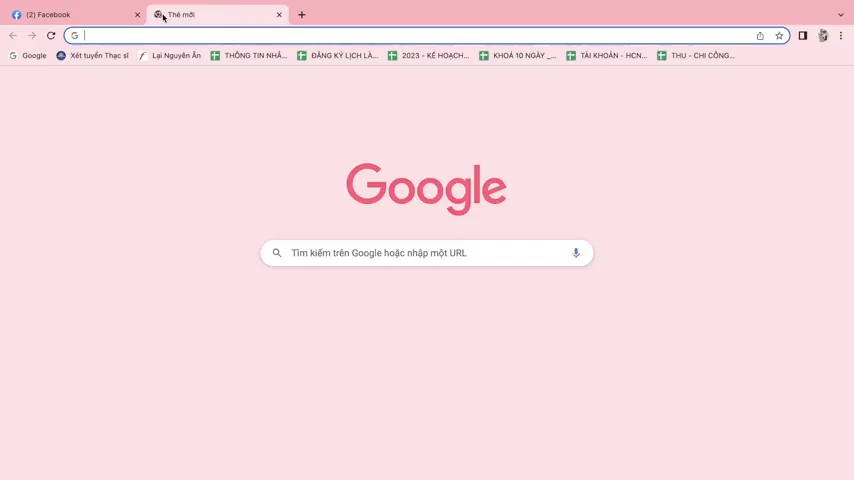 (2) Facebook
Thẻ mới
Google
Xét tuyển Thạc sĩ
Lại Nguyên Ân
THÔNG TIN NHÂ...
ĐĂNG KÝ LỊCH LÀ...
2023 - KẾ HOẠCH...
KHOÁ 10 NGÀY _...
TÀI KHOẢN - HCN...
THU - CHI CÔNG...
Google
Tìm kiếm trên Google hoặc nhập một URL